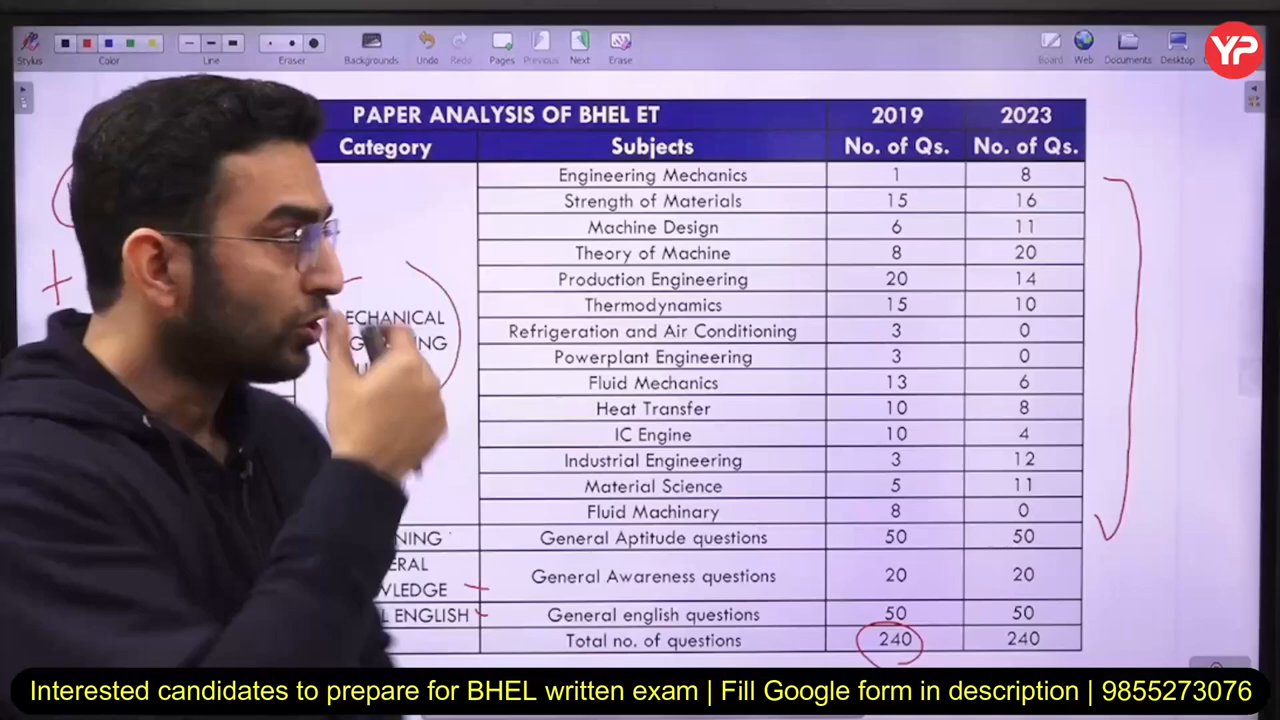 YP
Stylus Color Line Eraser Backgrounds Undo Redo Pages Previous Next Erase Board Web Documents Desktop
PAPER ANALYSIS OF BHEL ET 2019 2023
Category Subjects No. of Qs. No. of Qs.
Engineering Mechanics 1 8
Strength of Materials 15 16
Machine Design 6 11
Theory of Machine 8 20
Production Engineering 20 14
Thermodynamics 15 10
ECHANICAL
Refrigeration and Air Conditioning 3 0
Powerplant Engineering 3 0
Fluid Mechanics 13 6
Heat Transfer 10 8
IC Engine 10 4
Industrial Engineering 3 12
Material Science 5 11
Fluid Machinary 8 0
NING General Aptitude questions 50 50
ERAL
WLEDGE General Awareness questions 20 20
L ENGLISH General english questions 50 50
Total no. of questions 240 240
Interested candidates to prepare for BHEL written exam | Fill Google form in description | 9855273076